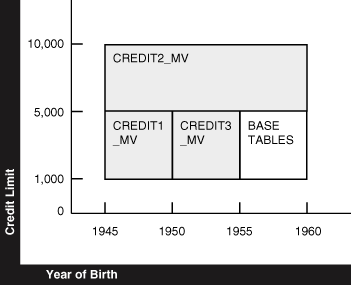 10,000
CREDIT2_MV
5,000
CREDIT1
_MV
CREDIT3
_MV
BASE
TABLES
1,000
0
Credit Limit
1945
1950
1955
1960
Year of Birth